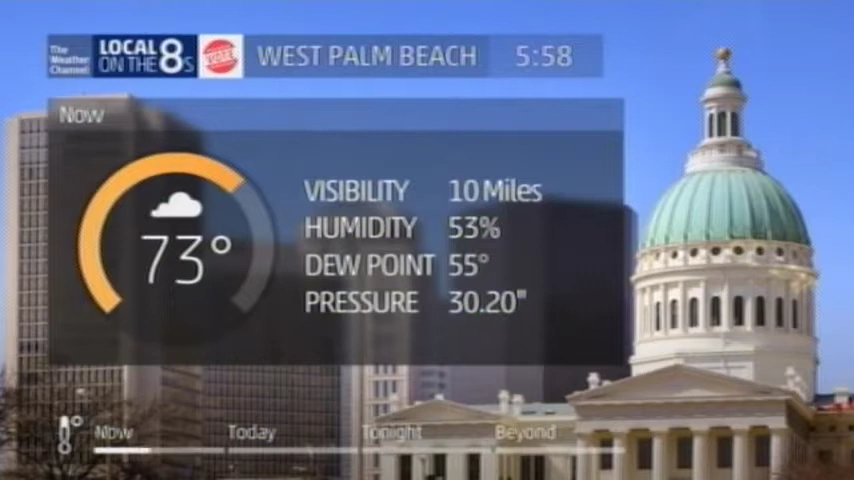 The
Weather
Channel
LOCAL
ON THE 8s
WEST PALM BEACH 5:58
Now
73°
VISIBILITY 10 Miles
HUMIDITY 53%
DEW POINT 55°
PRESSURE 30.20"
Now Today Tonight Beyond